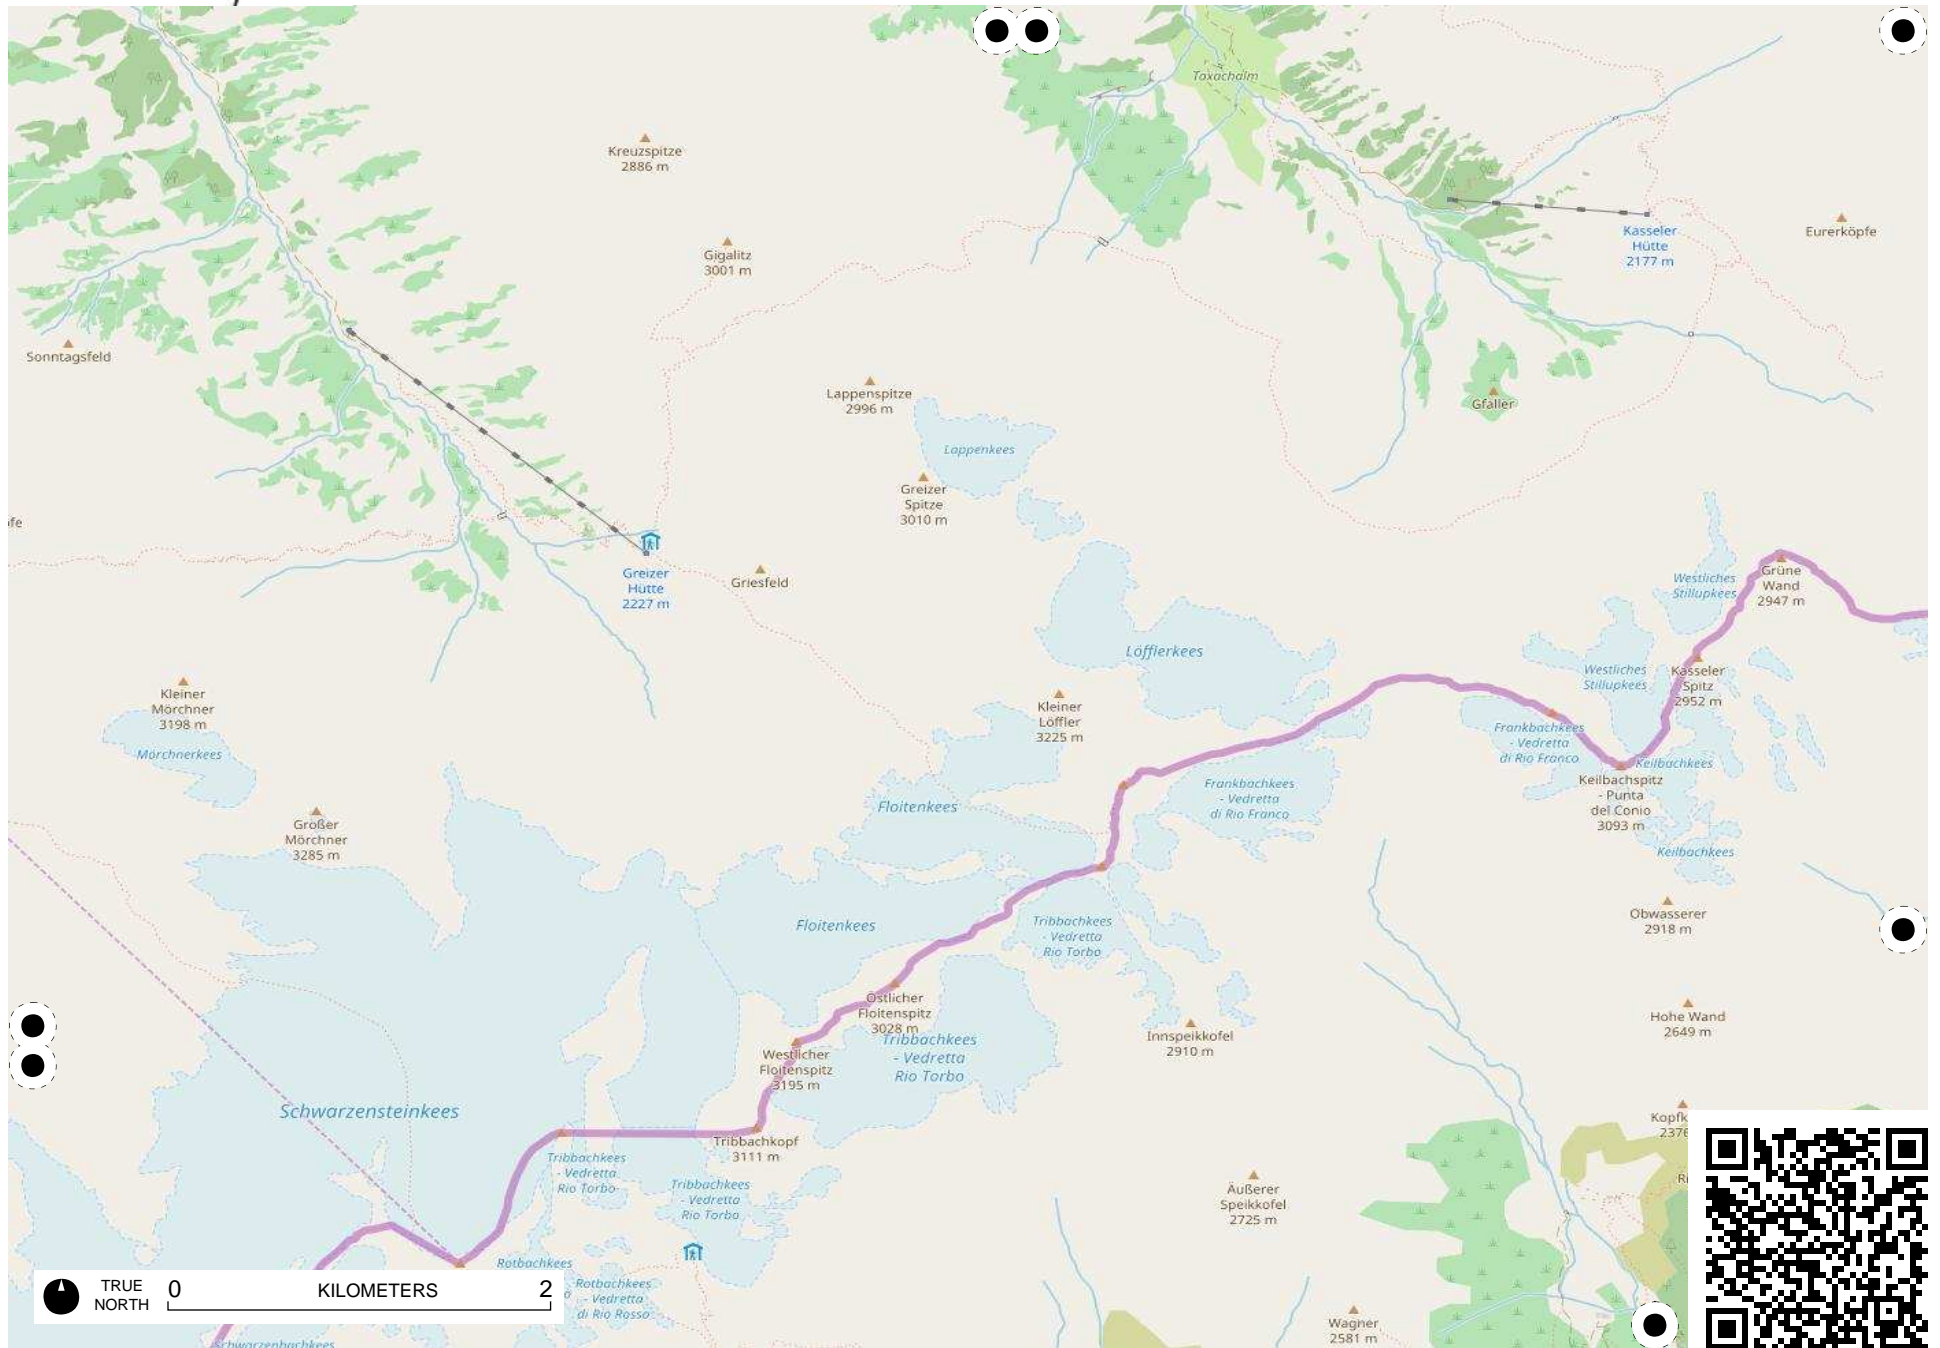 Toxachalm
Kreuzspitze
2886 m
Kasseler
Hütte
2177 m
Eurerköpfe
Gigalitz
3001 m
Sonntagsfeld
Lappenspitze
2996 m
Gfaller
Lappenkees
Greizer
Spitze
3010 m
fe
Greizer
Hütte
2227 m
Griesfeld
Westliches
Stillupkees
Grüne
Wand
2947 m
Löfflerkees
Westliches
Stillupkees
Kasseler
Spitz
2952 m
Kleiner
Mörchner
3198 m
Mörchnerkees
Kleiner
Löffler
3225 m
Frankbachkees
- Vedretta
di Rio Franco
Keilbachkees
Keilbachspitz
- Punta
del Conio
3093 m
Frankbachkees
- Vedretta
di Rio Franco
Floitenkees
Großer
Mörchner
3285 m
Keilbachkees
Floitenkees
Tribbachkees
- Vedretta
Rio Torbo
Obwasserer
2918 m
Östlicher
Floitenspitz
3028 m
Hohe Wand
2649 m
Innspeikkofel
2910 m
Tribbachkees
- Vedretta
Rio Torbo
Westlicher
Floitenspitz
3195 m
Schwarzensteinkees
Kopfk
2376
Tribbachkopf
3111 m
Tribbachkees
- Vedretta
Rio Torbo
Tribbachkees
- Vedretta
Rio Torbo
Äußerer
Speikkofel
2725 m
Rotbachkees
Rotbachkees
- Vedretta
di Rio Rosso
TRUE
NORTH
0 KILOMETERS 2
Wagner
2581 m
Schwarzenbachkees